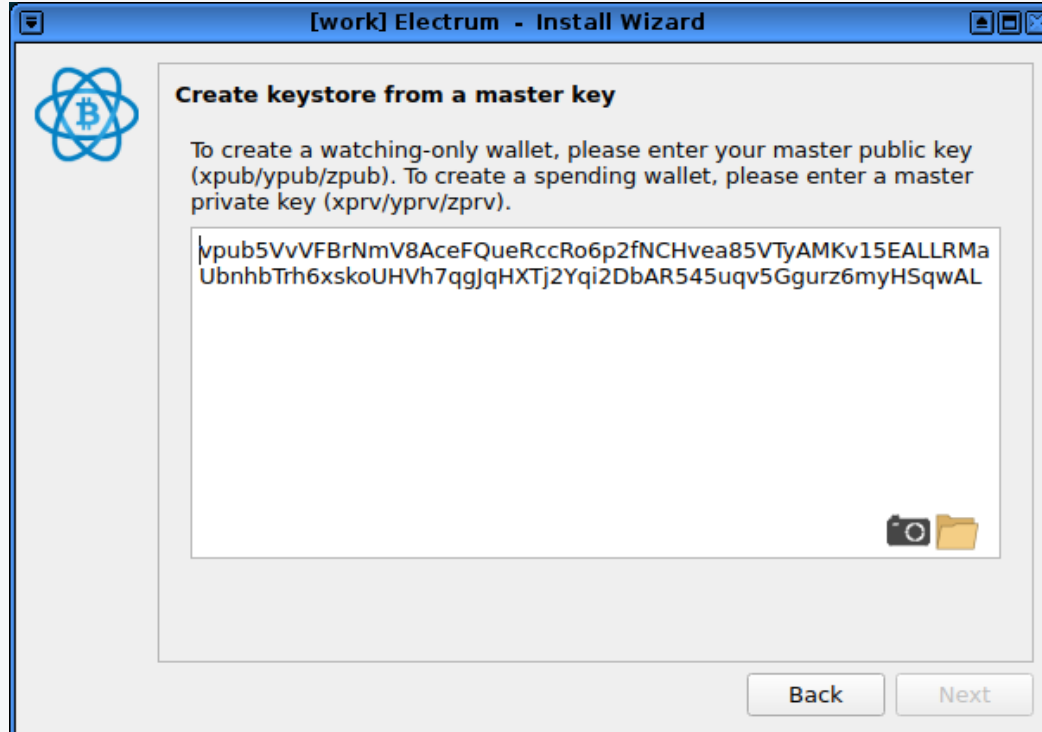 [work] Electrum - Install Wizard
Create keystore from a master key
To create a watching-only wallet, please enter your master public key
(xpub/ypub/zpub). To create a spending wallet, please enter a master
private key (xprv/yprv/zprv).
vpub5VvVFBrNmV8AceFQueRccRo6p2fNCHvea85VTyAMKv15EALLRMa
UbnhbTrh6xskoUHVh7qgJqHXTj2Yqi2DbAR545uqv5Ggurz6myHSqwAL
Back
Next